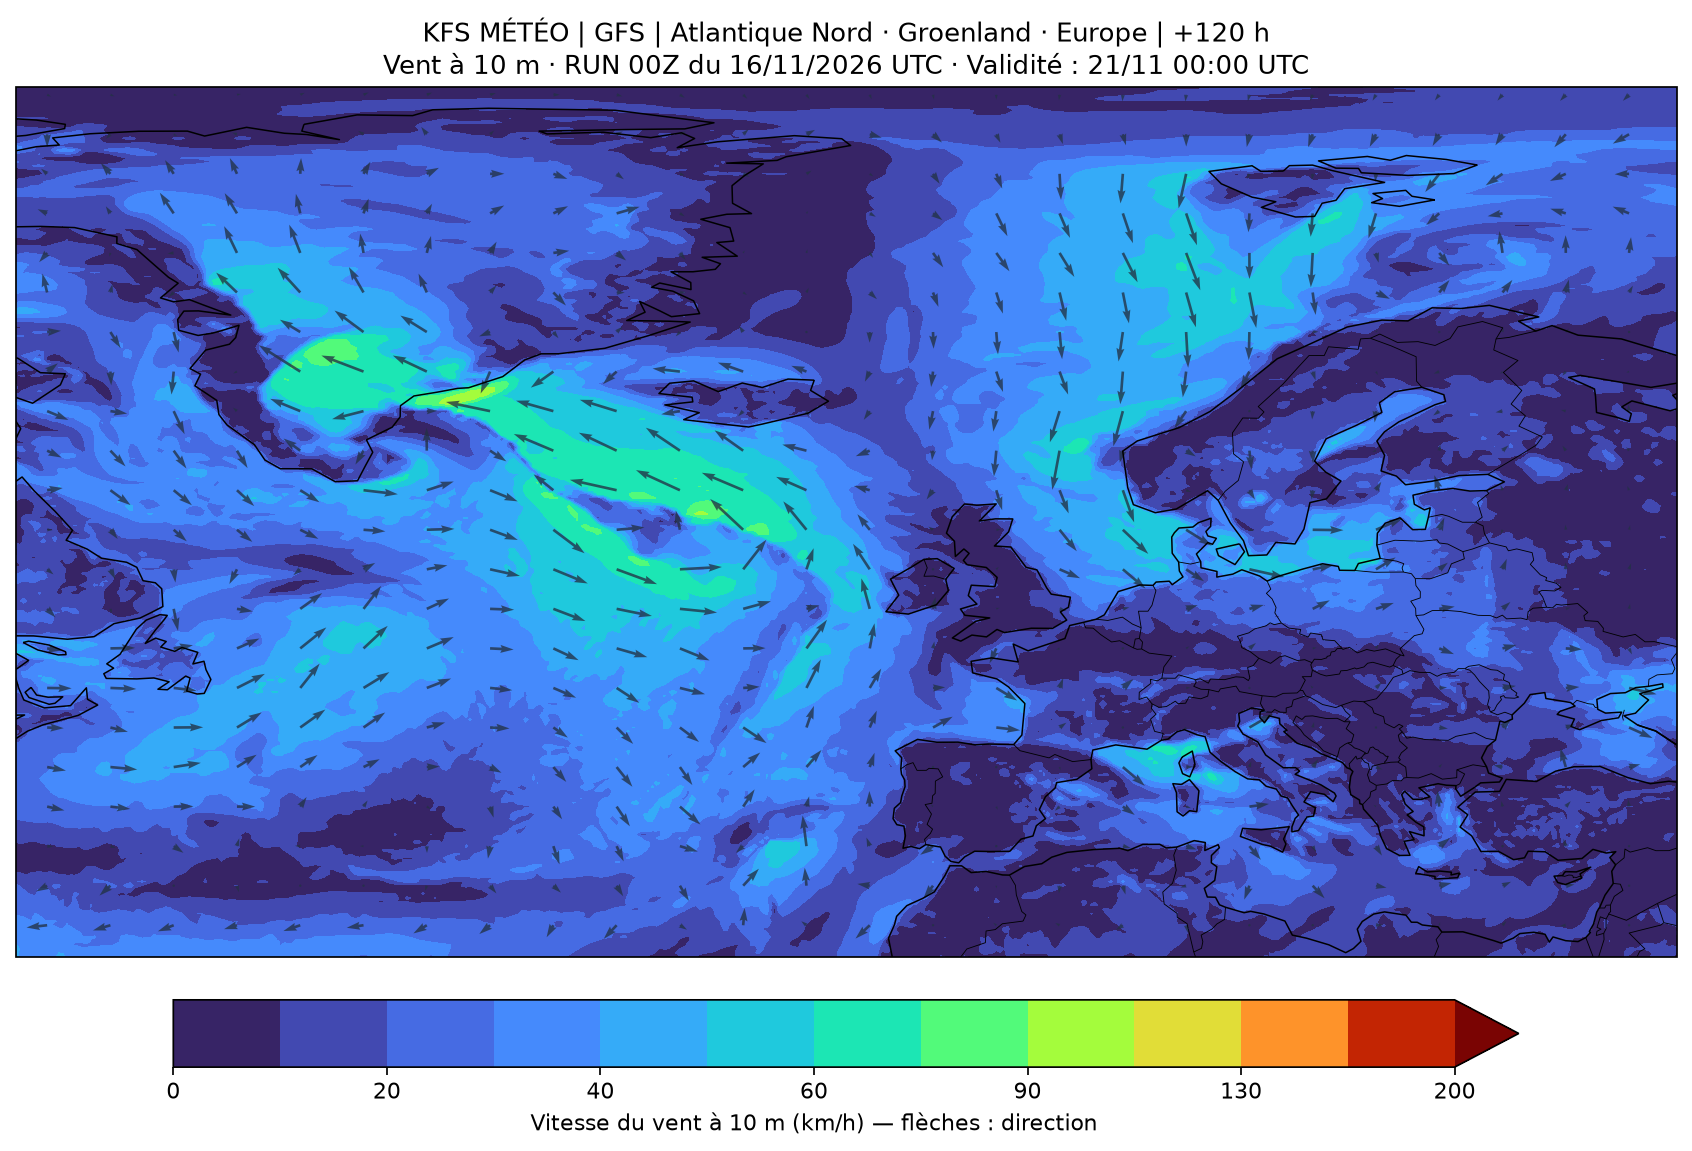 KFS MÉTÉO | GFS | Atlantique Nord · Groenland · Europe | +120 h
Vent à 10 m · RUN 00Z du 16/11/2026 UTC · Validité : 21/11 00:00 UTC
0 20 40 60 90 130 200
Vitesse du vent à 10 m (km/h) — flèches : direction